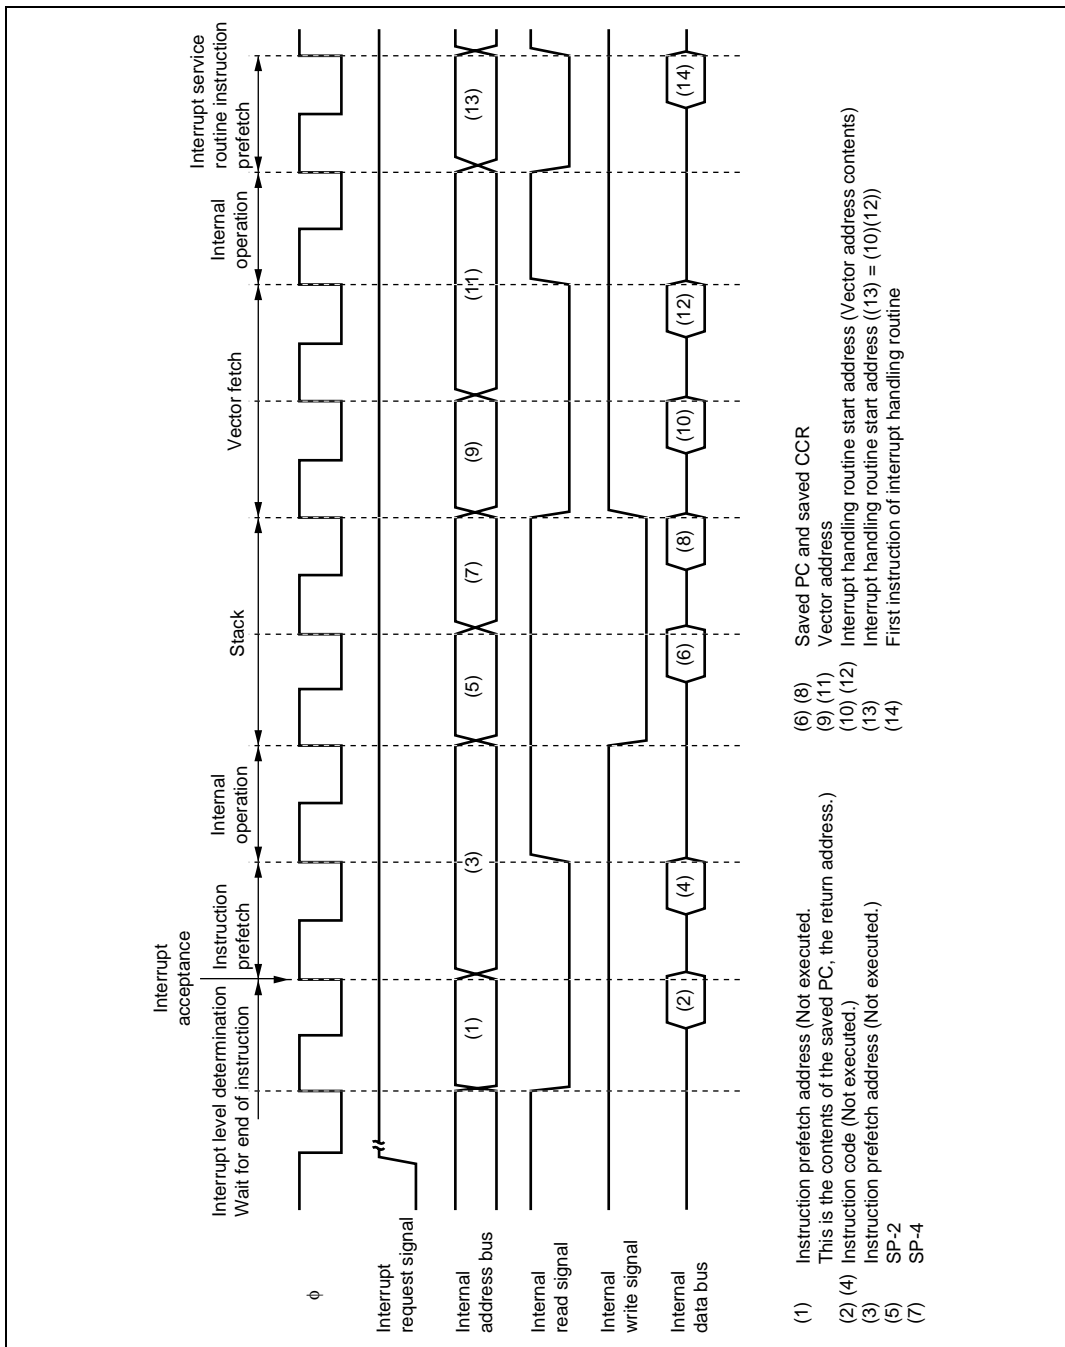 Interrupt
acceptance
Interrupt level determination
Wait for end of instruction
Instruction
prefetch
Internal
operation
Stack
Vector fetch
Internal
operation
Interrupt service
routine instruction
prefetch
φ
Interrupt
request signal
Internal
address bus
(1)
(3)
(5)
(7)
(9)
(11)
(13)
Internal
read signal
Internal
write signal
Internal
data bus
(2)
(4)
(6)
(8)
(10)
(12)
(14)
(1) Instruction prefetch address (Not executed.
This is the contents of the saved PC, the return address.)
(2) (4) Instruction code (Not executed.)
(3) Instruction prefetch address (Not executed.)
(5) SP-2
(7) SP-4
(6) (8) Saved PC and saved CCR
(9) (11) Vector address
(10) (12) Interrupt handling routine start address (Vector address contents)
(13) Interrupt handling routine start address ((13) = (10)(12))
(14) First instruction of interrupt handling routine